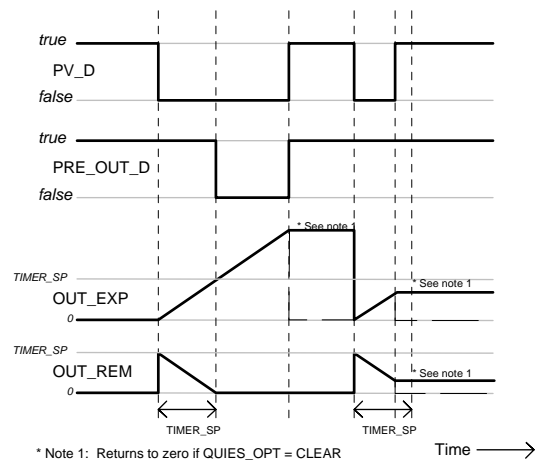 true
PV_D
false
true
PRE_OUT_D
false
* See note 1
TIMER_SP
* See note 1
OUT_EXP
0
TIMER_SP
OUT_REM
* See note 1
0
TIMER_SP
TIMER_SP
* Note 1: Returns to zero if QUIES_OPT = CLEAR
Time